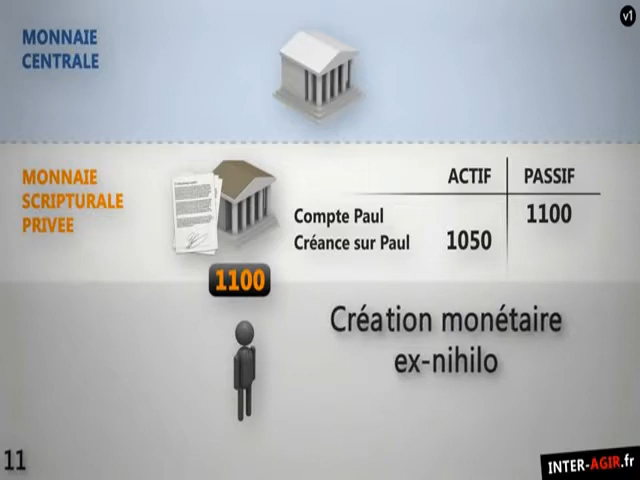 v1
MONNAIE
CENTRALE
MONNAIE
SCRIPTURALE
PRIVEE
ACTIF PASSIF
Compte Paul 1100
Créance sur Paul 1050
1100
Création monétaire
ex-nihilo
11
INTER-AGIR.fr